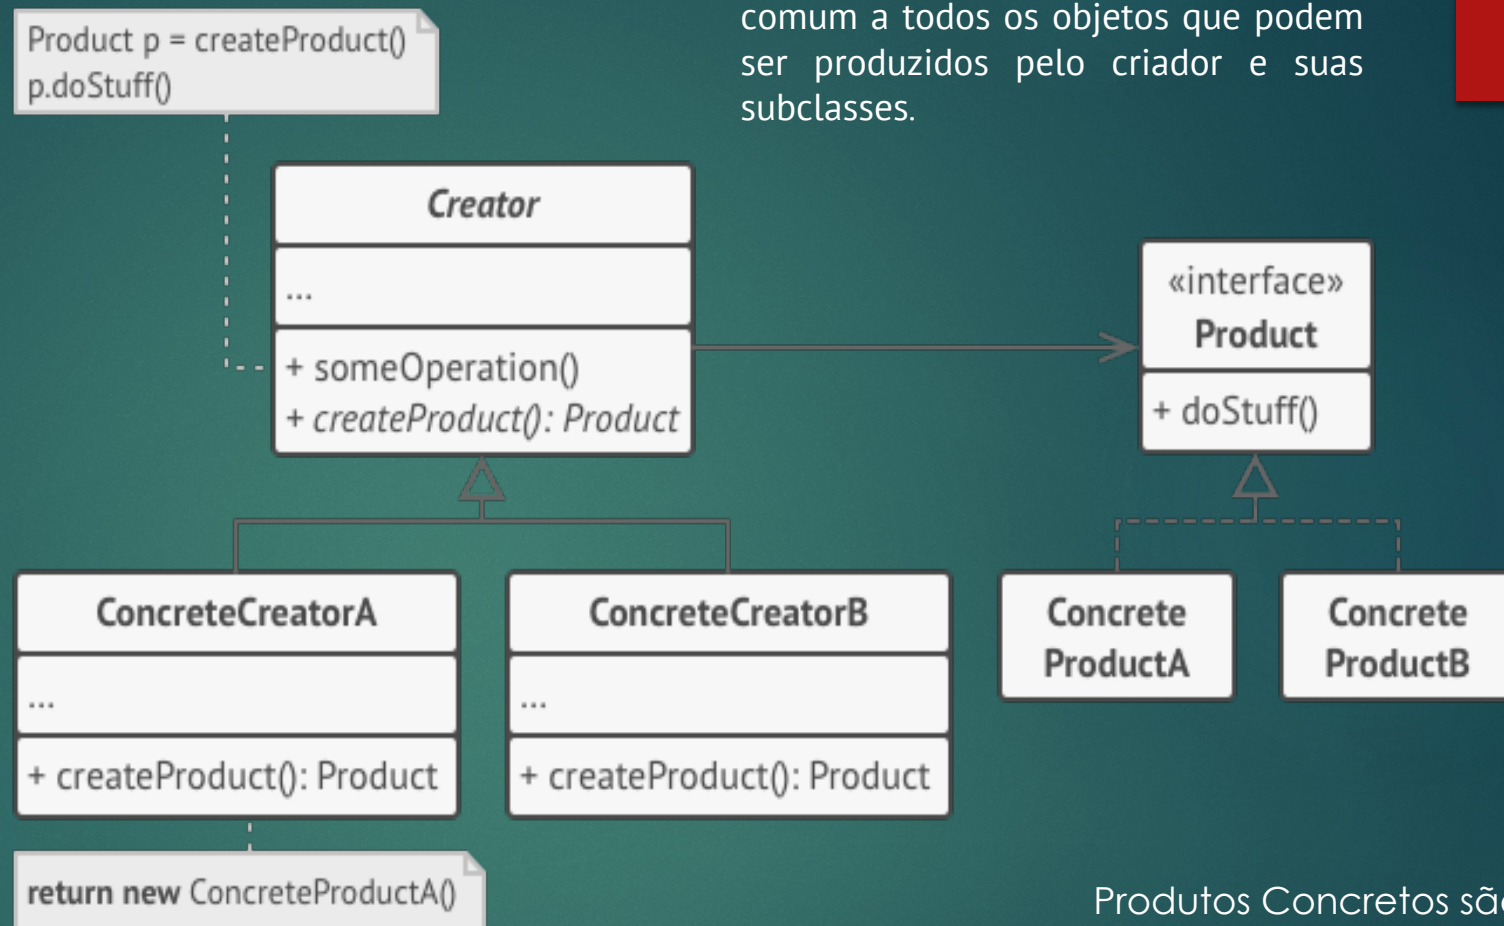 Product p = createProduct()
p.doStuff()
comum a todos os objetos que podem
ser produzidos pelo criador e suas
subclasses.
Creator
...
+ someOperation()
+ createProduct(): Product
«interface»
Product
+ doStuff()
ConcreteCreatorA
...
+ createProduct(): Product
ConcreteCreatorB
...
+ createProduct(): Product
Concrete
ProductA
Concrete
ProductB
return new ConcreteProductA()
Produtos Concretos são